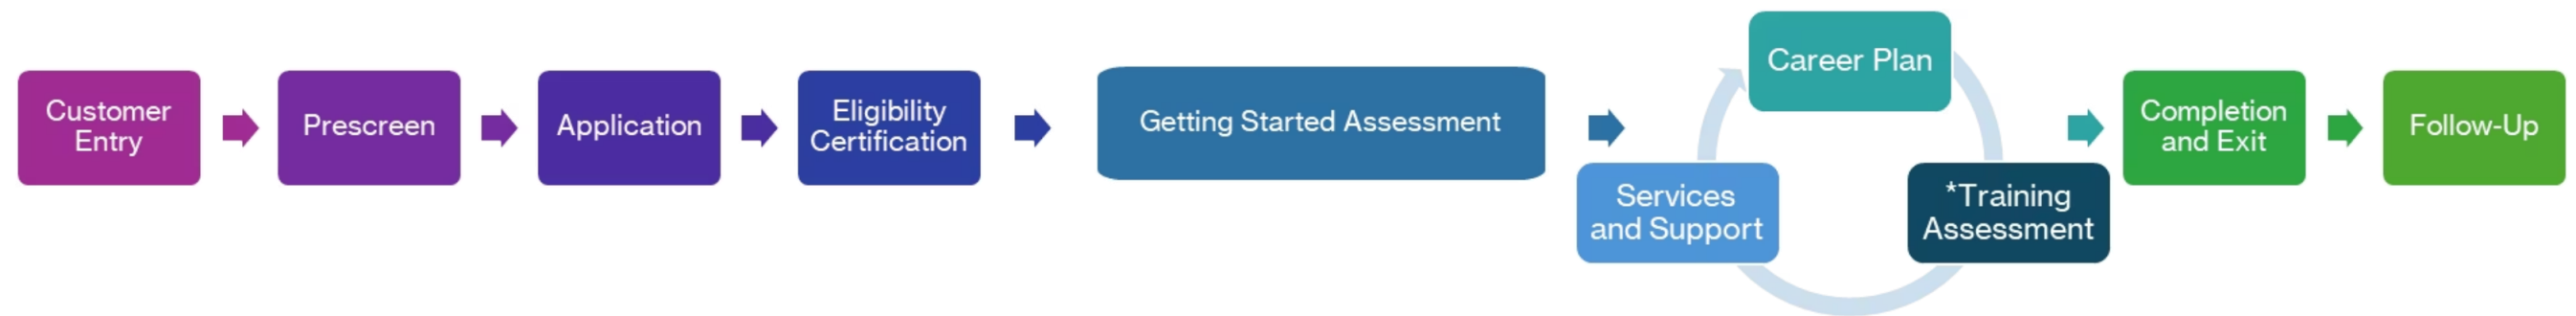 Customer
Entry
Prescreen
Application
Eligibility
Certification
Getting Started Assessment
Career Plan
*Training
Assessment
Services
and Support
Completion
and Exit
Follow-Up